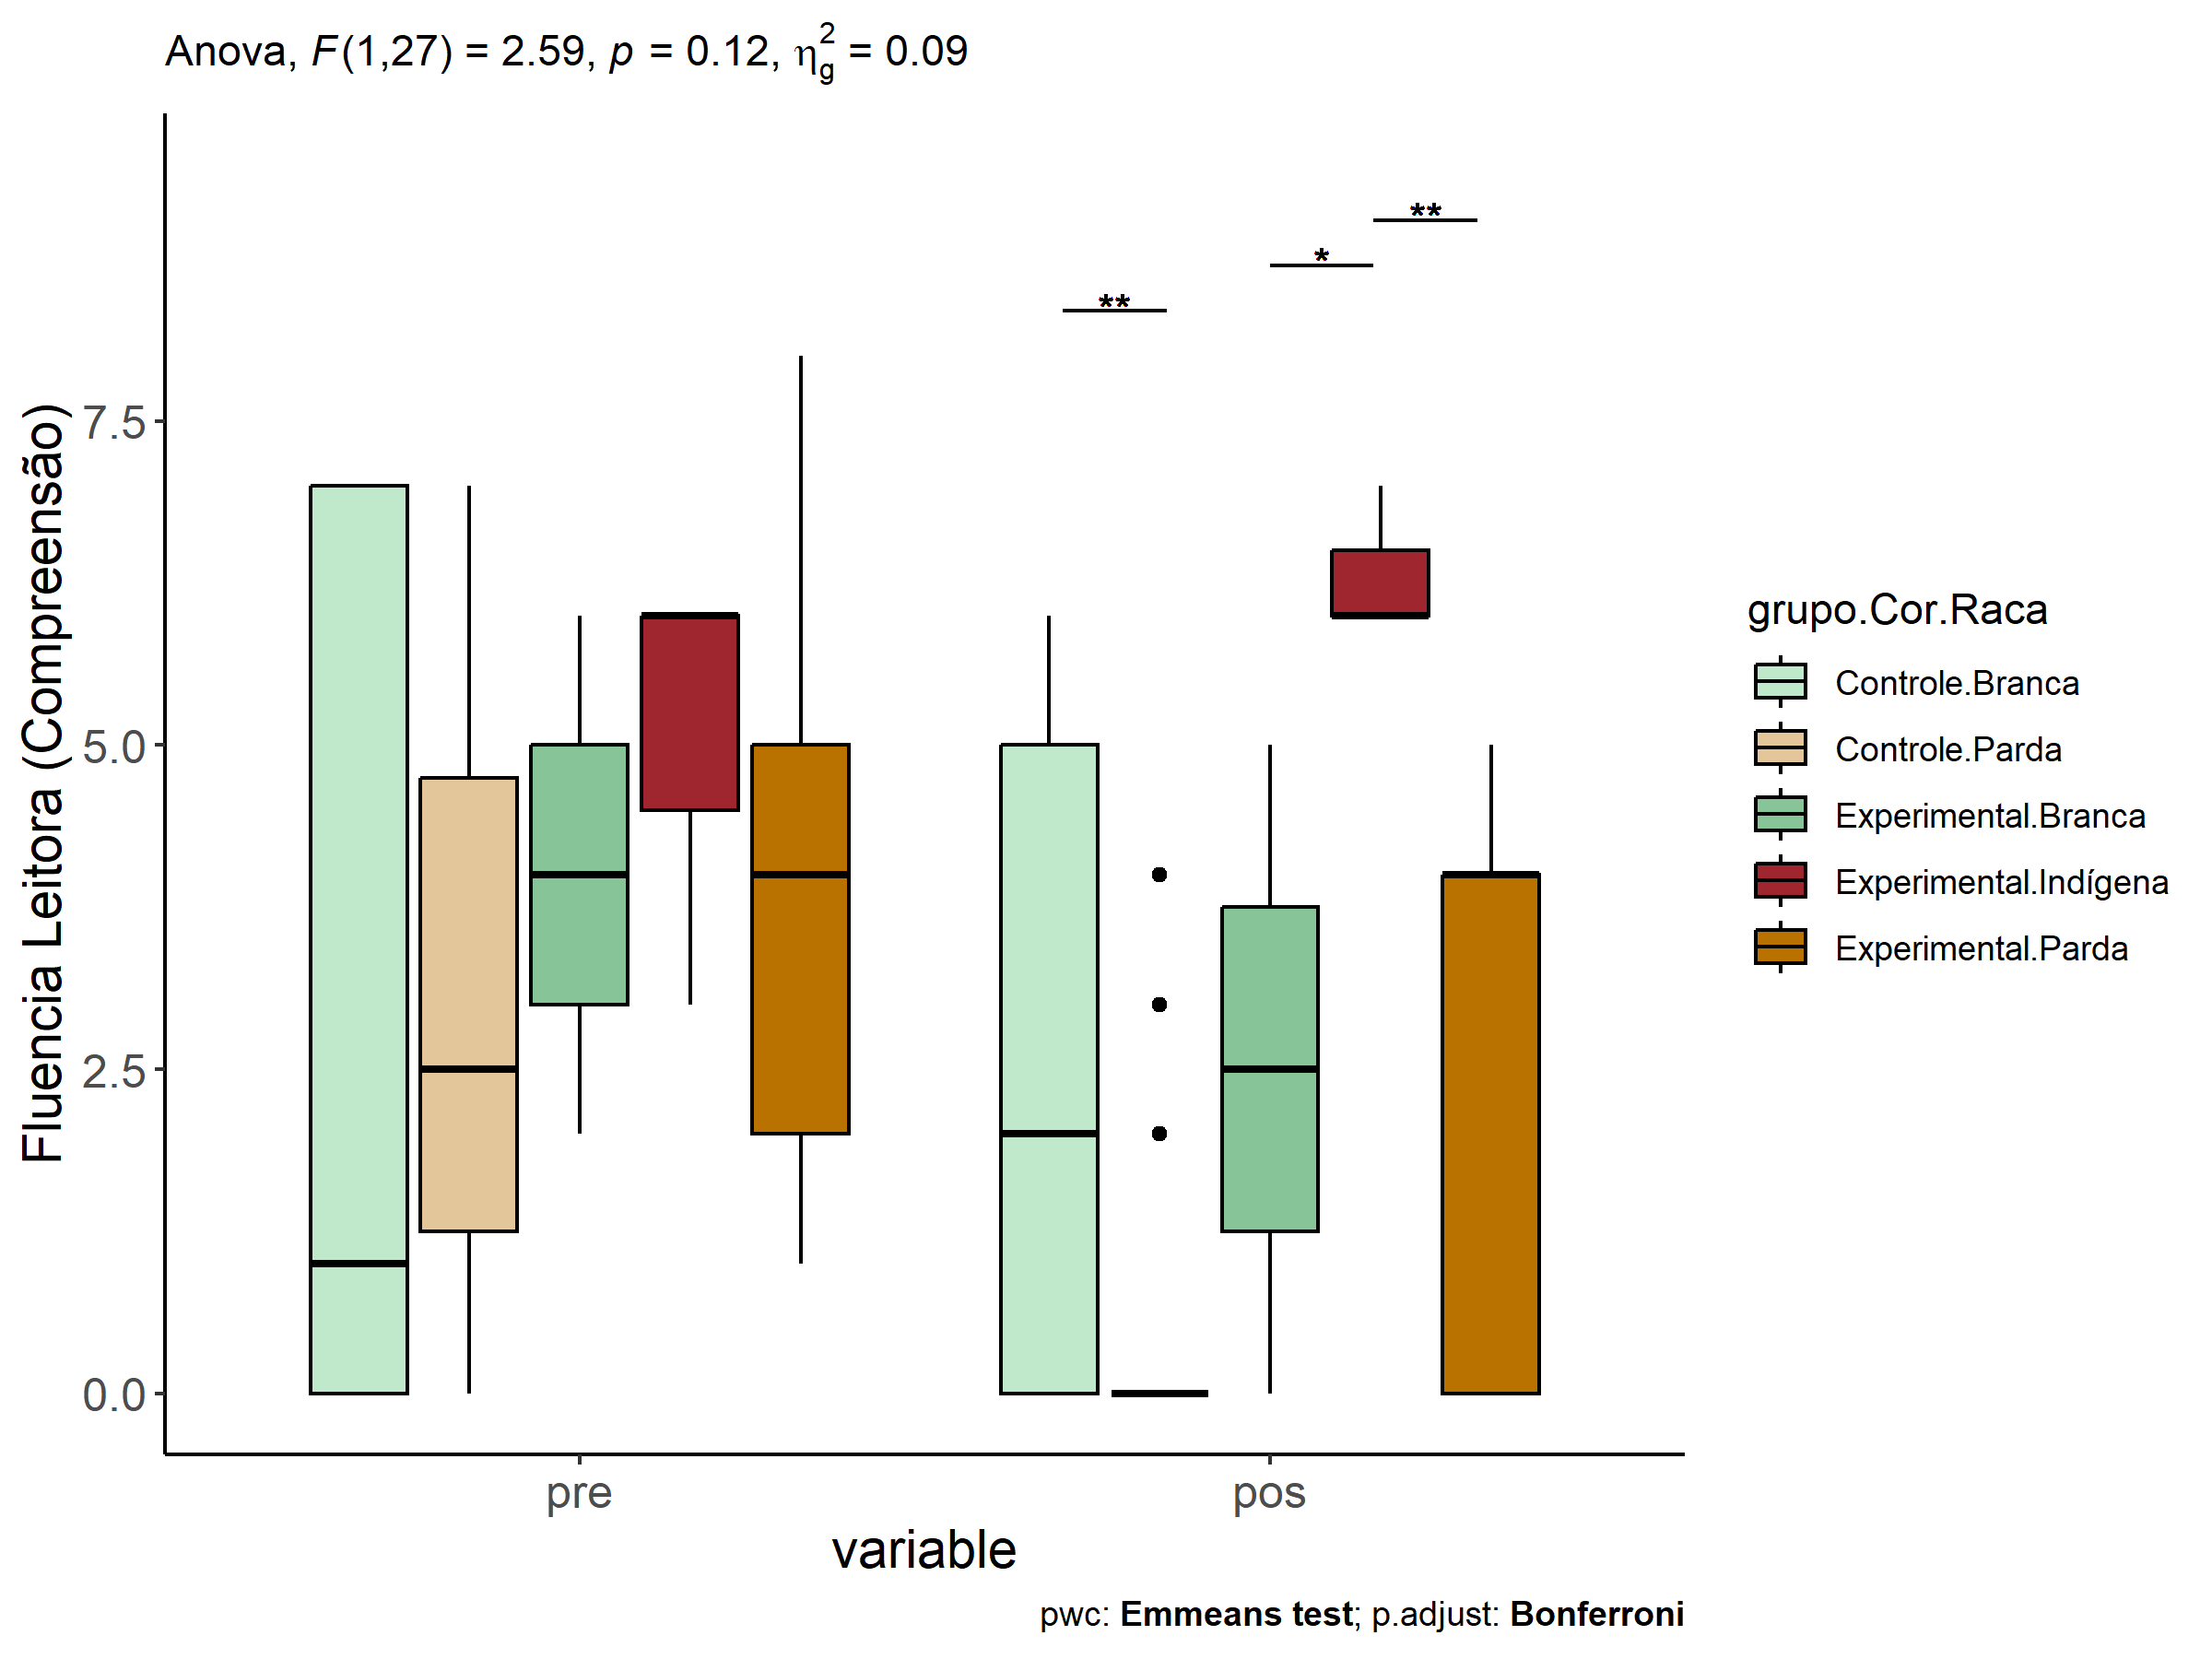 Anova, F(1,27) = 2.59, p = 0.12, η²g = 0.09
**
*
**
Fluencia Leitora (Compreensão)
7.5
5.0
2.5
0.0
pre
pos
variable
grupo.Cor.Raca
Controle.Branca
Controle.Parda
Experimental.Branca
Experimental.Indígena
Experimental.Parda
pwc: Emmeans test; p.adjust: Bonferroni